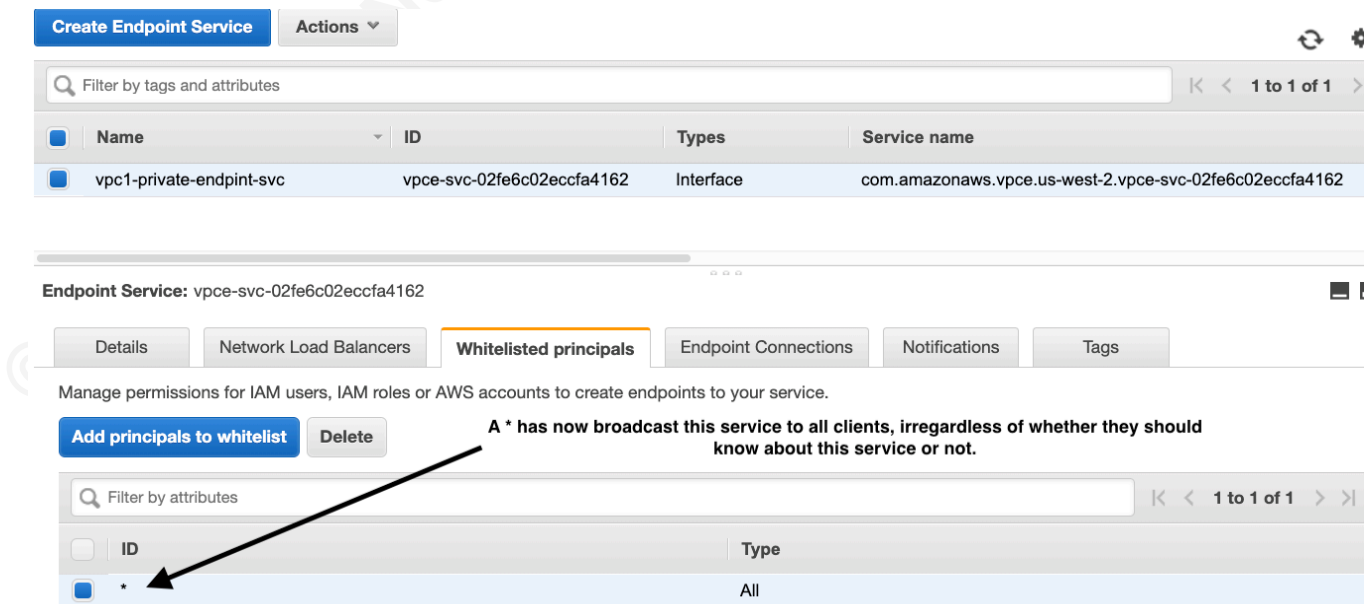 Create Endpoint Service Actions
Filter by tags and attributes 1 to 1 of 1
Name ID Types Service name
vpc1-private-endpint-svc vpce-svc-02fe6c02eccfa4162 Interface com.amazonaws.vpce.us-west-2.vpce-svc-02fe6c02eccfa4162
Endpoint Service: vpce-svc-02fe6c02eccfa4162
Details Network Load Balancers Whitelisted principals Endpoint Connections Notifications Tags
Manage permissions for IAM users, IAM roles or AWS accounts to create endpoints to your service.
Add principals to whitelist Delete
A * has now broadcast this service to all clients, irregardless of whether they should
know about this service or not.
Filter by attributes 1 to 1 of 1
ID Type
* All